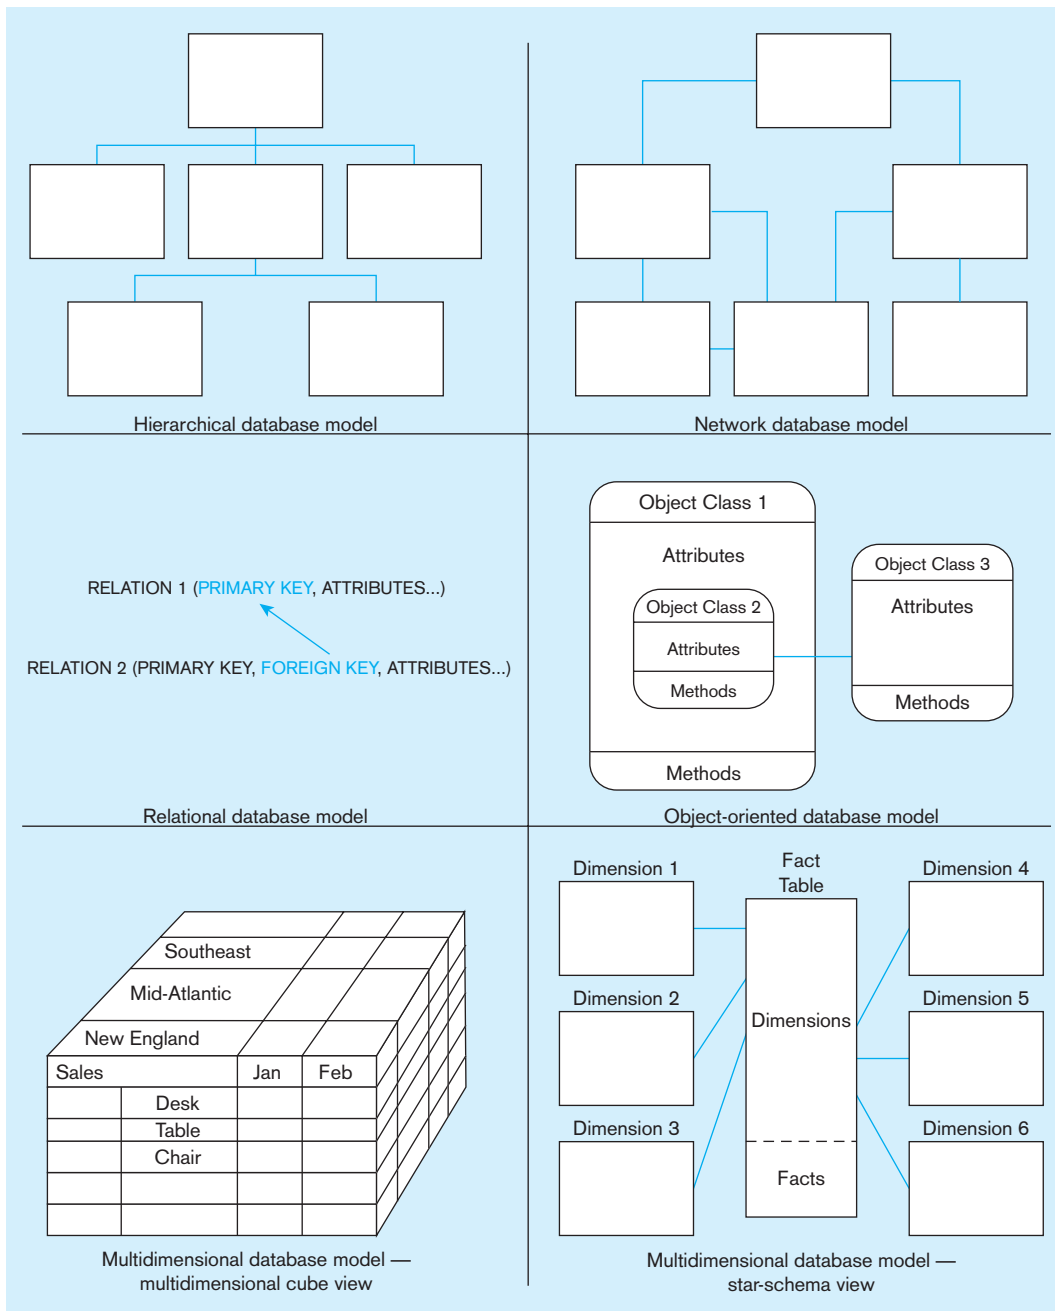 Hierarchical database model
Network database model
RELATION 1 (PRIMARY KEY, ATTRIBUTES...)
RELATION 2 (PRIMARY KEY, FOREIGN KEY, ATTRIBUTES...)
Relational database model
Object Class 1
Attributes
Object Class 2
Attributes
Methods
Methods
Object Class 3
Attributes
Methods
Object-oriented database model
Southeast
Mid-Atlantic
New England
Sales Jan Feb
Desk
Table
Chair
Multidimensional database model —
multidimensional cube view
Dimension 1
Dimension 2
Dimension 3
Fact
Table
Dimensions
Facts
Dimension 4
Dimension 5
Dimension 6
Multidimensional database model —
star-schema view